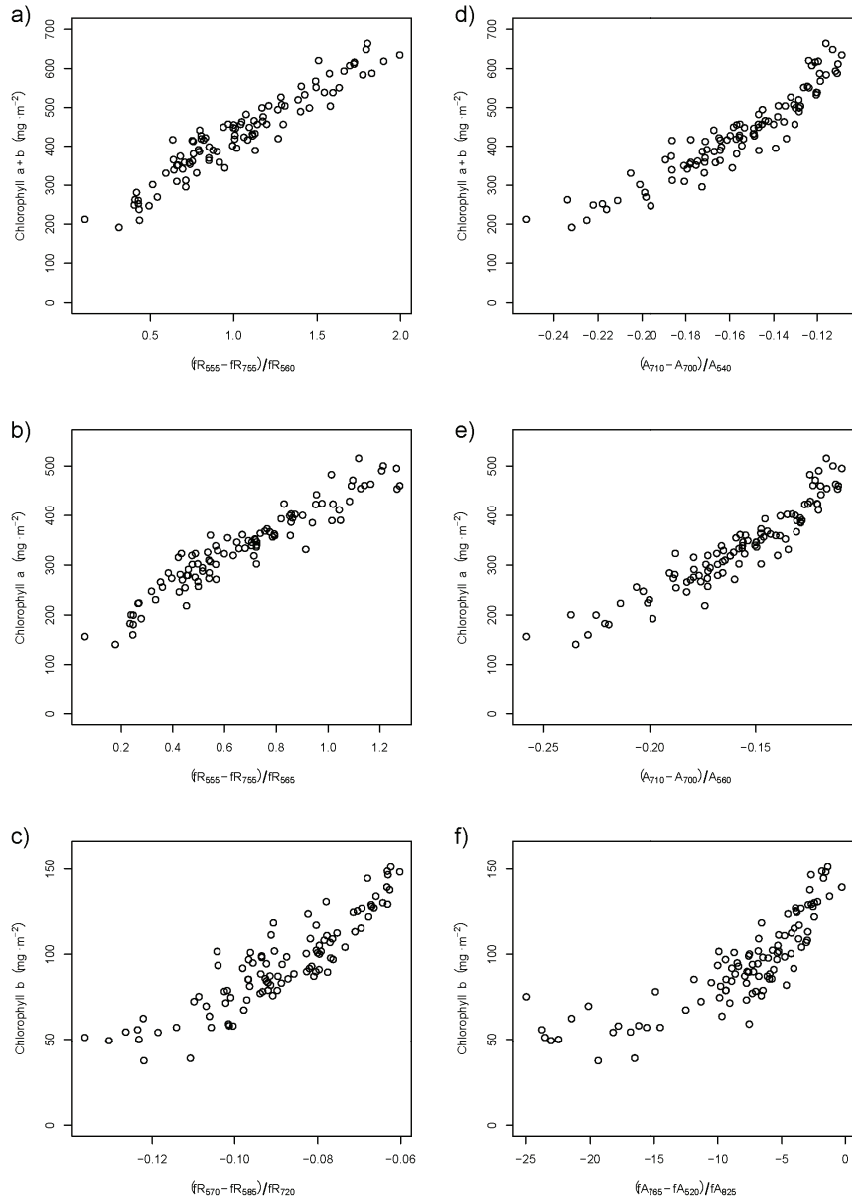 a)
Chlorophyll a + b (mg · m⁻²)
700
600
500
400
300
200
100
0
0.5 1.0 1.5 2.0
(fR555−fR755)/fR560
d)
Chlorophyll a + b (mg · m⁻²)
700
600
500
400
300
200
100
0
−0.24 −0.22 −0.20 −0.18 −0.16 −0.14 −0.12
(A710−A700)/A540
b)
Chlorophyll a (mg · m⁻²)
500
400
300
200
100
0
0.2 0.4 0.6 0.8 1.0 1.2
(fR555−fR755)/fR565
e)
Chlorophyll a (mg · m⁻²)
500
400
300
200
100
0
−0.25 −0.20 −0.15
(A710−A700)/A560
c)
Chlorophyll b (mg · m⁻²)
150
100
50
0
−0.12 −0.10 −0.08 −0.06
(fR570−fR585)/fR720
f)
Chlorophyll b (mg · m⁻²)
150
100
50
0
−25 −20 −15 −10 −5 0
(fA765−fA520)/fA825